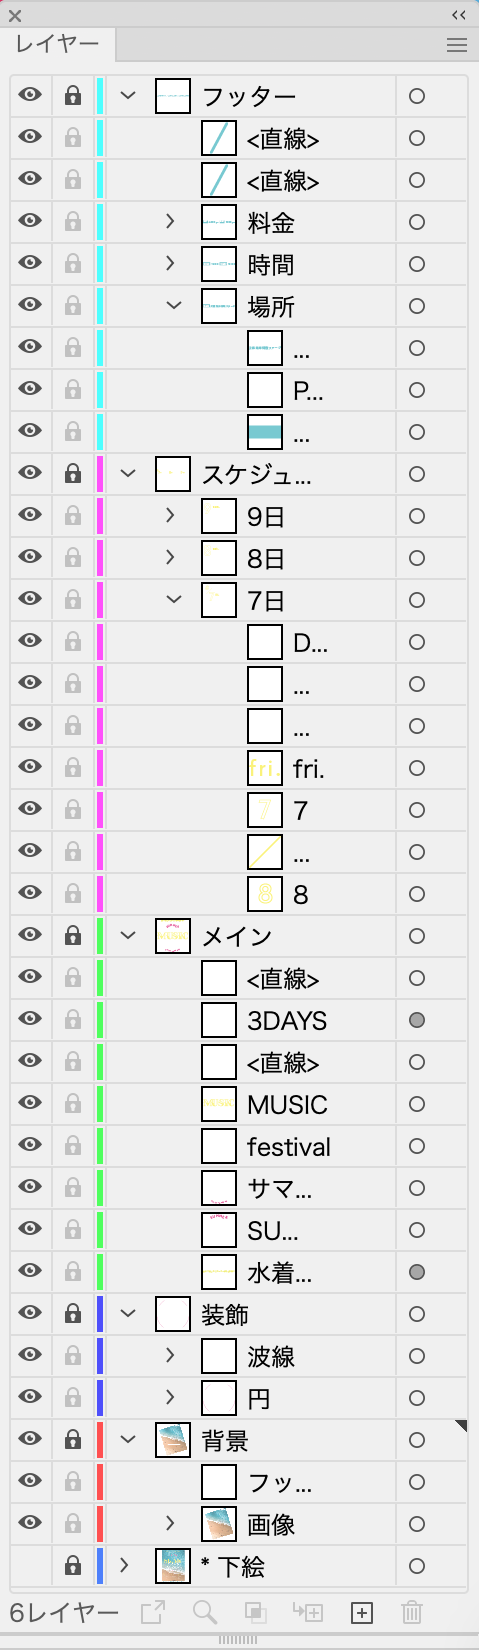 レイヤー
フッター
<直線>
<直線>
料金
時間
場所
...
P...
...
スケジュ...
9日
8日
7日
D...
...
...
fri.
7
...
8
メイン
<直線>
3DAYS
<直線>
MUSIC
festival
サマ...
SU...
水着...
装飾
波線
円
背景
フッ...
画像
* 下絵
6レイヤー